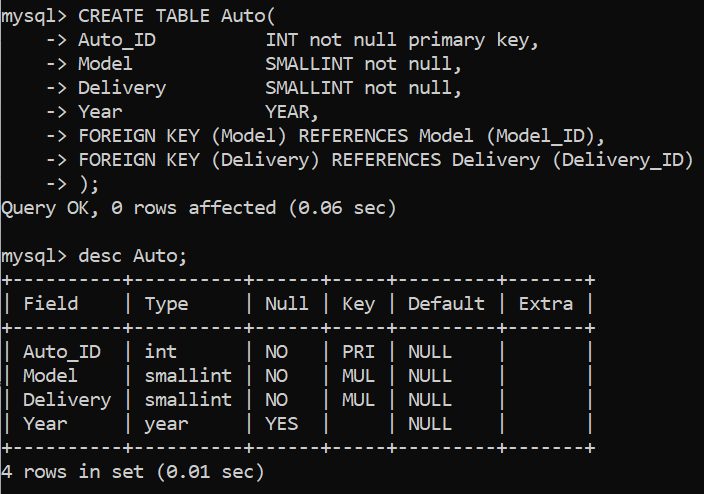 mysql> CREATE TABLE Auto(
    -> Auto_ID           INT not null primary key,
    -> Model             SMALLINT not null,
    -> Delivery          SMALLINT not null,
    -> Year              YEAR,
    -> FOREIGN KEY (Model) REFERENCES Model (Model_ID),
    -> FOREIGN KEY (Delivery) REFERENCES Delivery (Delivery_ID)
    -> );
Query OK, 0 rows affected (0.06 sec)

mysql> desc Auto;
+----------+----------+------+-----+---------+-------+
| Field    | Type     | Null | Key | Default | Extra |
+----------+----------+------+-----+---------+-------+
| Auto_ID  | int      | NO   | PRI | NULL    |       |
| Model    | smallint | NO   | MUL | NULL    |       |
| Delivery | smallint | NO   | MUL | NULL    |       |
| Year     | year     | YES  |     | NULL    |       |
+----------+----------+------+-----+---------+-------+
4 rows in set (0.01 sec)